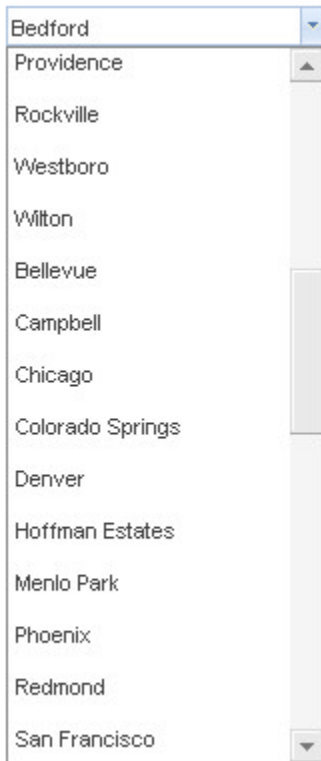 Bedford
Providence
Rockville
Westboro
Wilton
Bellevue
Campbell
Chicago
Colorado Springs
Denver
Hoffman Estates
Menlo Park
Phoenix
Redmond
San Francisco